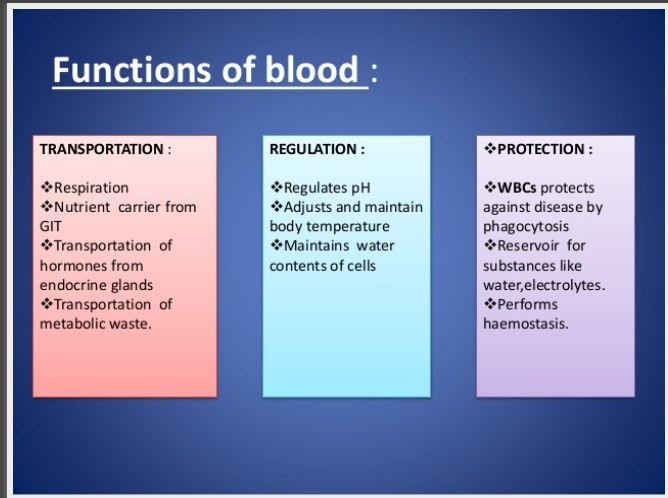 Functions of blood :
TRANSPORTATION :
❖Respiration
❖Nutrient carrier from
GIT
❖Transportation of
hormones from
endocrine glands
❖Transportation of
metabolic waste.
REGULATION :
❖Regulates pH
❖Adjusts and maintain
body temperature
❖Maintains water
contents of cells
❖PROTECTION :
❖WBCs protects
against disease by
phagocytosis
❖Reservoir for
substances like
water,electrolytes.
❖Performs
haemostasis.